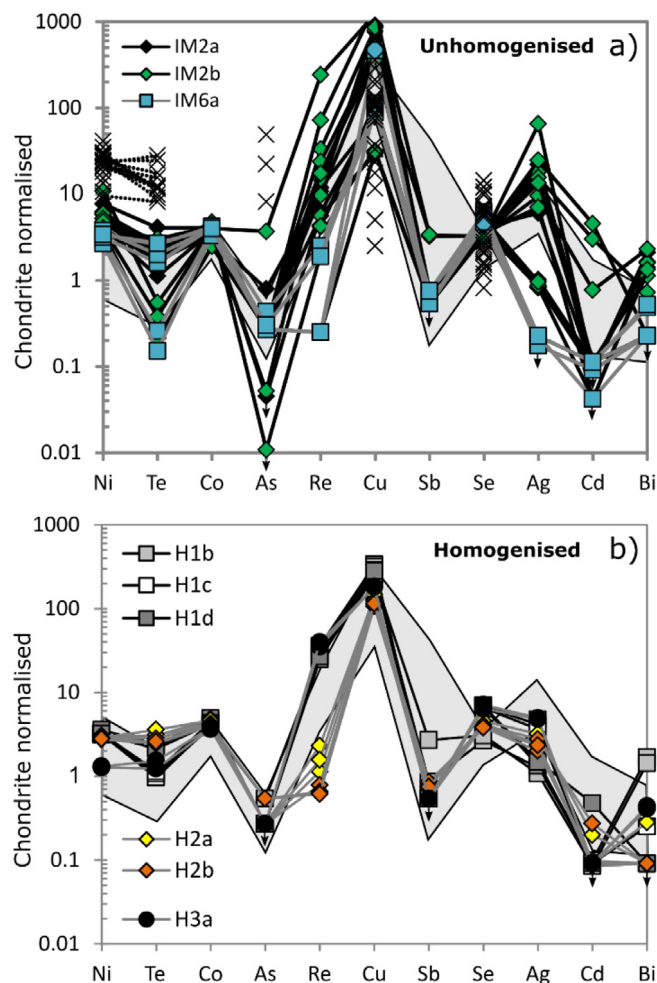 1000
IM2a
Unhomogenised a)
IM2b
IM6a
100
10
1
0.1
0.01
Chondrite normalised
Ni Te Co As Re Cu Sb Se Ag Cd Bi
1000
H1b
Homogenised b)
H1c
H1d
100
10
1
0.1
0.01
Chondrite normalised
H2a
H2b
H3a
Ni Te Co As Re Cu Sb Se Ag Cd Bi